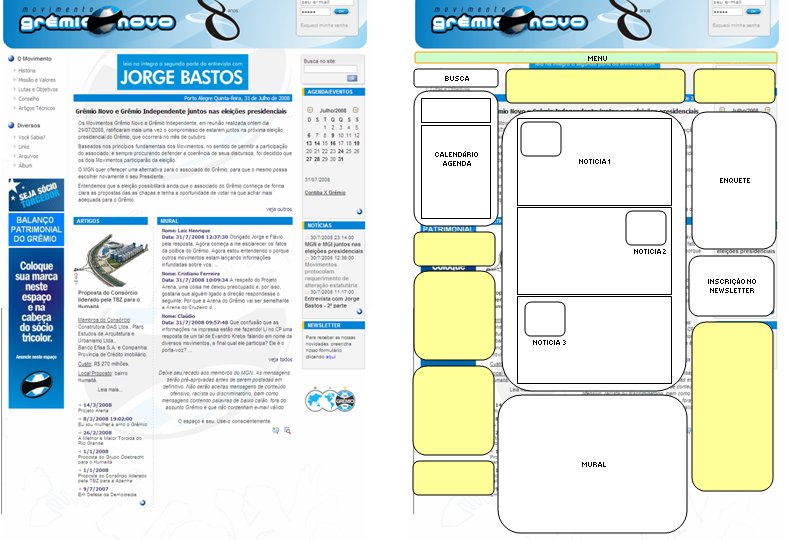 movimento
grêmio novo
8 anos
seu e-mail
Esqueci minha senha
O Movimento
História
Missão e Valores
Lutas e Objetivos
Conselho
Artigos Técnicos
Diversos
Você Sabia?
Links
Arquivos
Álbum
SEJA SÓCIO
TORCEDOR
BALANÇO
PATRIMONIAL
DO GRÊMIO
Coloque
sua marca
neste
espaço e
na cabeça
do sócio
tricolor.
Anuncie neste espaço
leia na íntegra a segunda parte da entrevista com
JORGE BASTOS
Porto Alegre Quinta-feira, 31 de Julho de 2008
Grêmio Novo e Grêmio Independente juntos nas eleições presidenciais
Os Movimentos Grêmio Novo e Grêmio Independente, em reunião realizada ontem dia
29/07/2008, ratificaram mais uma vez o compromisso de estarem juntos na próxima eleição
presidencial do Grêmio, que ocorrerá no mês de outubro.
Baseados nos princípios fundamentais dos Movimentos, no sentido de permitir a participação
do associado, e sempre procurando defender a coerência de seus discursos, foi decidido que
os dois Movimentos participarão da eleição.
O MGN quer oferecer uma alternativa para o associado do Grêmio, para que o mesmo possa
escolher novamente o seu Presidente.
Entendemos que a eleição possibilitará ainda que o associado do Grêmio conheça de forma
clara as propostas das chapas e tenha a oportunidade de votar na que achar mais
adequada para o Grêmio.
veja outros
ARTIGOS
Proposta do Consórcio
liderado pela TBZ para o
Humaitá
Membros do Consórcio:
Construtora OAS Ltda., Plarq
Estudos de Arquitetura e
Urbanismo Ltda.,
Banco Efisa S.A. e Companhia
Província de Crédito Imobiliário.
Custo: R$ 270 milhões.
Local Proposto: bairro
Humaitá.
Leia mais...
14/3/2008
Projeto Arena
8/3/2008 19:02:00
Eu sou mulher e amo o Grêmio
26/2/2008
A Melhor e Maior Torcida do
Rio Grande
1/1/2008
Proposta do Grupo Odebrecht
para o Humaitá
1/1/2008
Proposta do Consórcio liderado
pela TBZ para a Azenha
9/7/2007
Em Defesa da Democracia
MURAL
Nome: Luiz Henrique
Data: 31/7/2008 12:37:30 Obrigado Jorge e Flávio
pela resposta. Agora começa a me esclarecer os fatos
da política do Grêmio. Agora estou entendendo o porque
outros movimentos estam lançando informações
infundadas sobre vcs. ...
Nome: Cristiano Ferreira
Data: 31/7/2008 10:09:34 A respeito do Projeto
Arena, uma coisa me deixou preocupado e, por isso,
gostaria que alguém ligado a direção respondesse o
seguinte: Por que a Arena do Grêmio vai ser semelhante
a Arena do Cruzeiro d...
Nome: Claúdio
Data: 31/7/2008 09:57:48 Que confusão que as
informações na impressa estão me fazendo! Li no CP uma
resposta de um tal de Evandro Krebs falando em nome de
diversos movimentos, a final qual ele participa? Ele é o
porta-voz? ...
veja todos
Deixe seu recado aos membros do MGN. As mensagens
serão pré-aprovadas antes de serem postadas em
definitivo. Não serão aceitas mensagens de conteúdo
ofensivo, racista ou discriminatório, bem como
mensagens contendo palavras de baixo calão, fora do
assunto Grêmio e que não contenham e-mail válido
O espaço é seu. Use-o conscientemente.
Busca no site:
AGENDA/EVENTOS
Julho/2008
D S T Q Q S S
1 2 3 4 5
6 7 8 9 10 11 12
13 14 15 16 17 18 19
20 21 22 23 24 25 26
27 28 29 30 31
31/07/2008
Coritiba X Grêmio
NOTÍCIAS
.: 30/7/2008 23:14:00
MGN e MGI juntos nas
eleições presidenciais
.: 30/7/2008 12:38:00
Movimentos
protocolam
requerimento de
alteração estatutária
.: 30/7/2008 11:17:00
Entrevista com Jorge
Bastos - 2ª parte
NEWSLETTER
Para receber as nossas
novidades, preencha
nosso formulário
clicando aqui
GRÊMIO
movimento
grêmio novo
8 anos
seu e-mail
Esqueci minha senha
MENU
BUSCA
CALENDÁRIO
AGENDA
NOTICIA 1
NOTICIA 2
NOTICIA 3
ENQUETE
INSCRIÇÃO NO
NEWSLETTER
MURAL
PATRIMONIAL
Coloque
eleições presidenciais